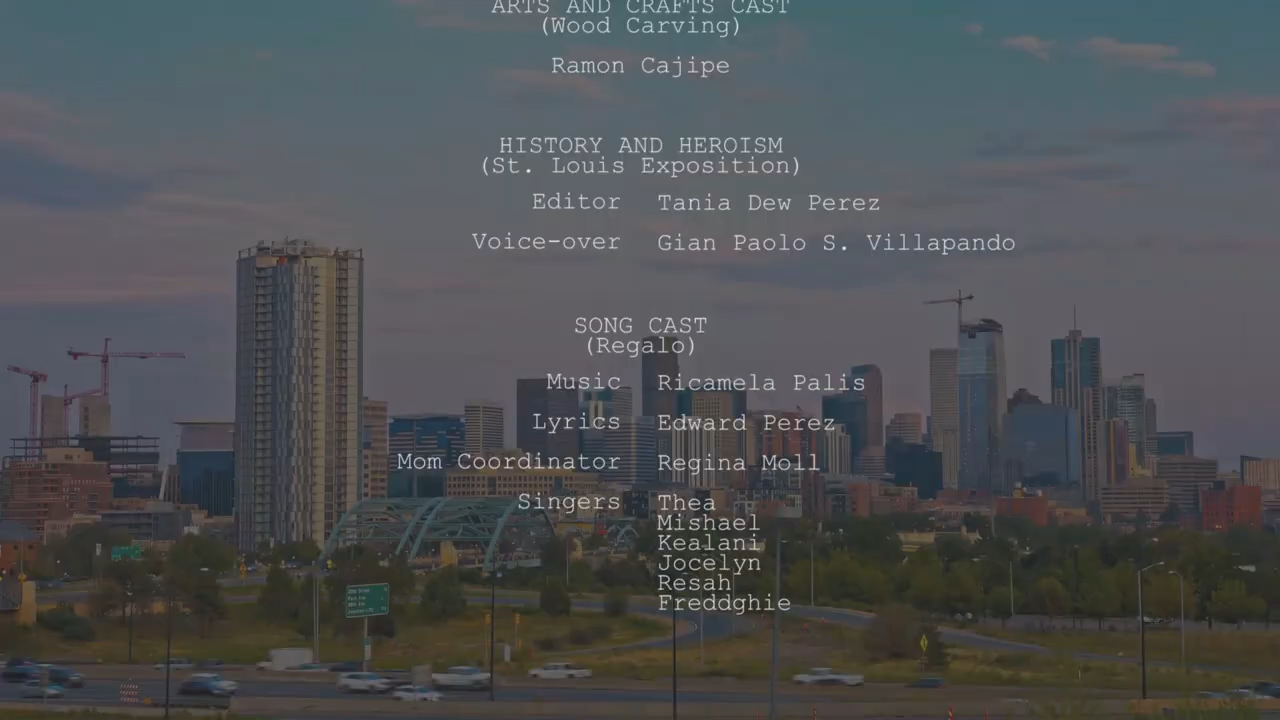 ARTS AND CRAFTS CAST
(Wood Carving)
Ramon Cajipe
HISTORY AND HEROISM
(St. Louis Exposition)
Editor Tania Dew Perez
Voice-over Gian Paolo S. Villapando
SONG CAST
(Regalo)
Music Ricamela Palis
Lyrics Edward Perez
Mom Coordinator Regina Moll
Singers Thea
Mishael
Kealani
Jocelyn
Resah
Freddghie